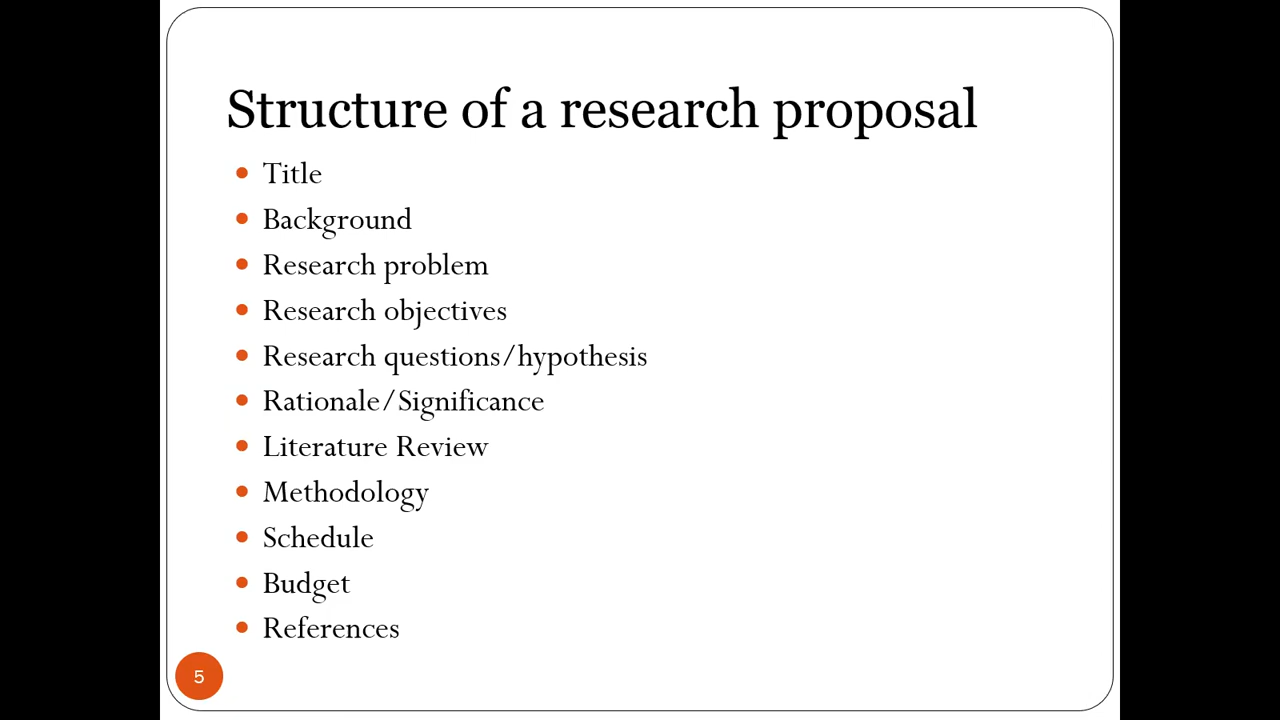 Structure of a research proposal
Title
Background
Research problem
Research objectives
Research questions/hypothesis
Rationale/Significance
Literature Review
Methodology
Schedule
Budget
References
5